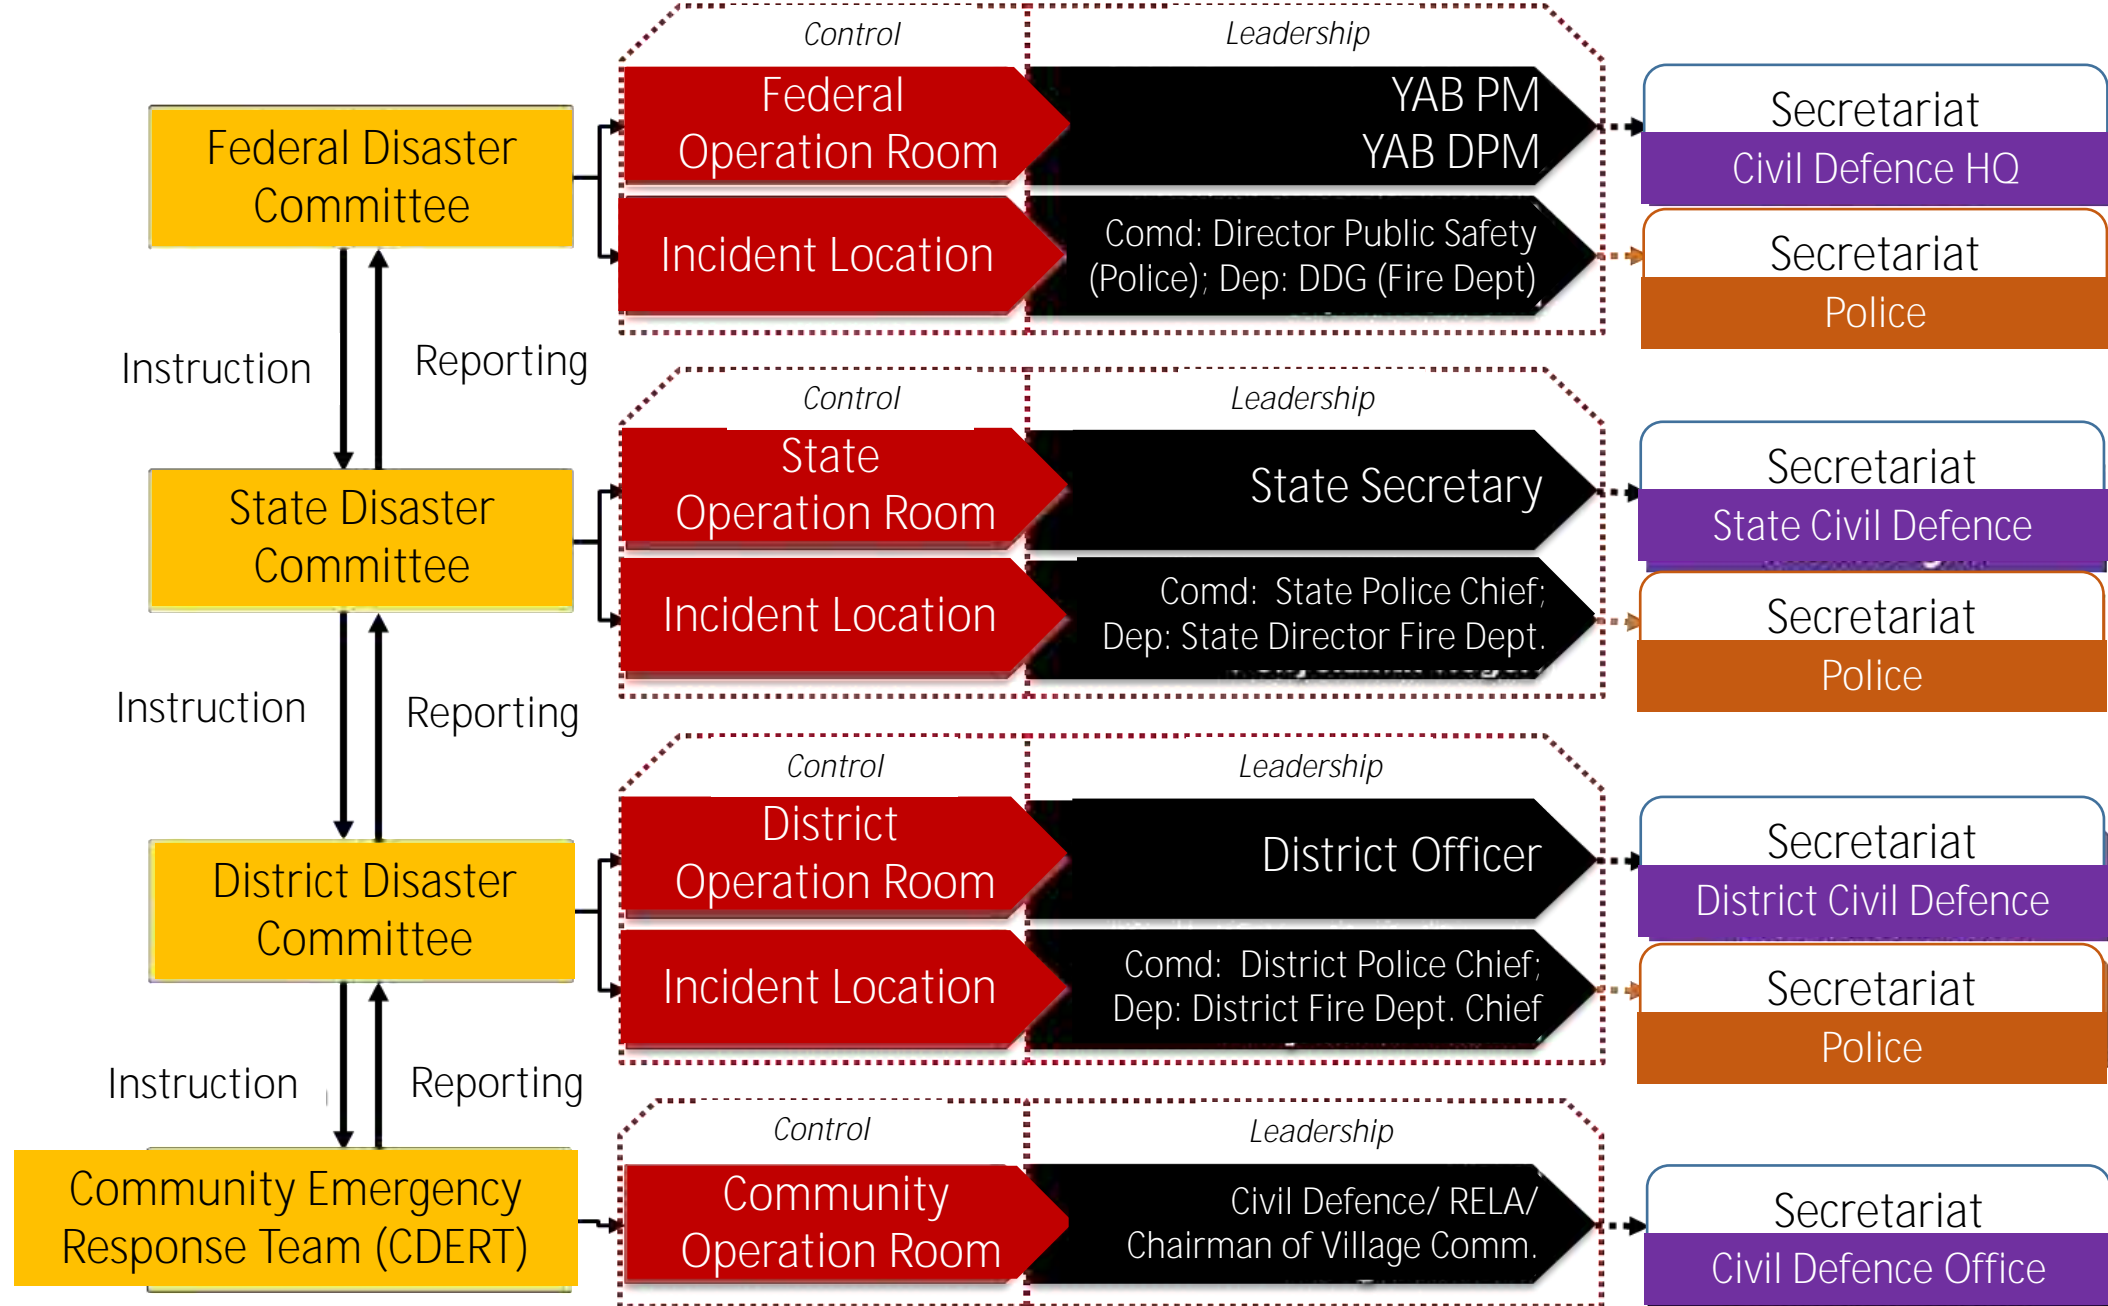 Control
Leadership
Federal Disaster
Committee
Federal
Operation Room
YAB PM
YAB DPM
Secretariat
Civil Defence HQ
Incident Location
Comd: Director Public Safety
(Police); Dep: DDG (Fire Dept)
Secretariat
Police
Instruction
Reporting
Control
Leadership
State Disaster
Committee
State
Operation Room
State Secretary
Secretariat
State Civil Defence
Incident Location
Comd: State Police Chief;
Dep: State Director Fire Dept.
Secretariat
Police
Instruction
Reporting
Control
Leadership
District Disaster
Committee
District
Operation Room
District Officer
Secretariat
District Civil Defence
Incident Location
Comd: District Police Chief;
Dep: District Fire Dept. Chief
Secretariat
Police
Instruction
Reporting
Control
Leadership
Community Emergency
Response Team (CDERT)
Community
Operation Room
Civil Defence/ RELA/
Chairman of Village Comm.
Secretariat
Civil Defence Office